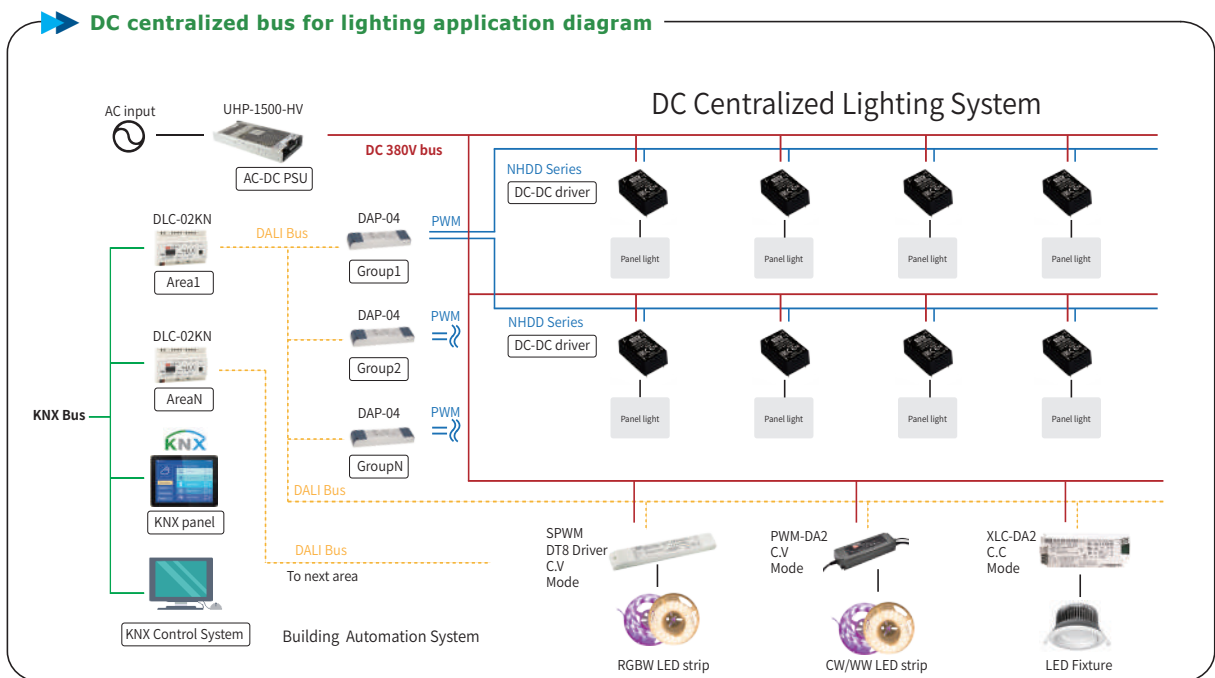 DC centralized bus for lighting application diagram
DC Centralized Lighting System
AC input
UHP-1500-HV
AC-DC PSU
DC 380V bus
NHDD Series
DC-DC driver
Panel light
Panel light
Panel light
Panel light
DLC-02KN
Area1
DALI Bus
DAP-04
PWM
Group1
DAP-04
PWM
Group2
NHDD Series
DC-DC driver
Panel light
Panel light
Panel light
Panel light
DLC-02KN
AreaN
DAP-04
PWM
GroupN
KNX Bus
KNX
KNX panel
DALI Bus
DALI Bus
To next area
KNX Control System
Building Automation System
SPWM
DT8 Driver
C.V
Mode
RGBW LED strip
PWM-DA2
C.V
Mode
CW/WW LED strip
XLC-DA2
C.C
Mode
LED Fixture